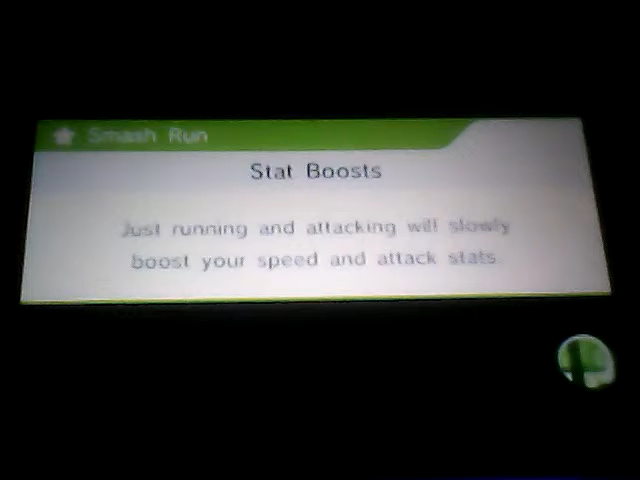 Smash Run
Stat Boosts
Just running and attacking will slowly
boost your speed and attack stats.